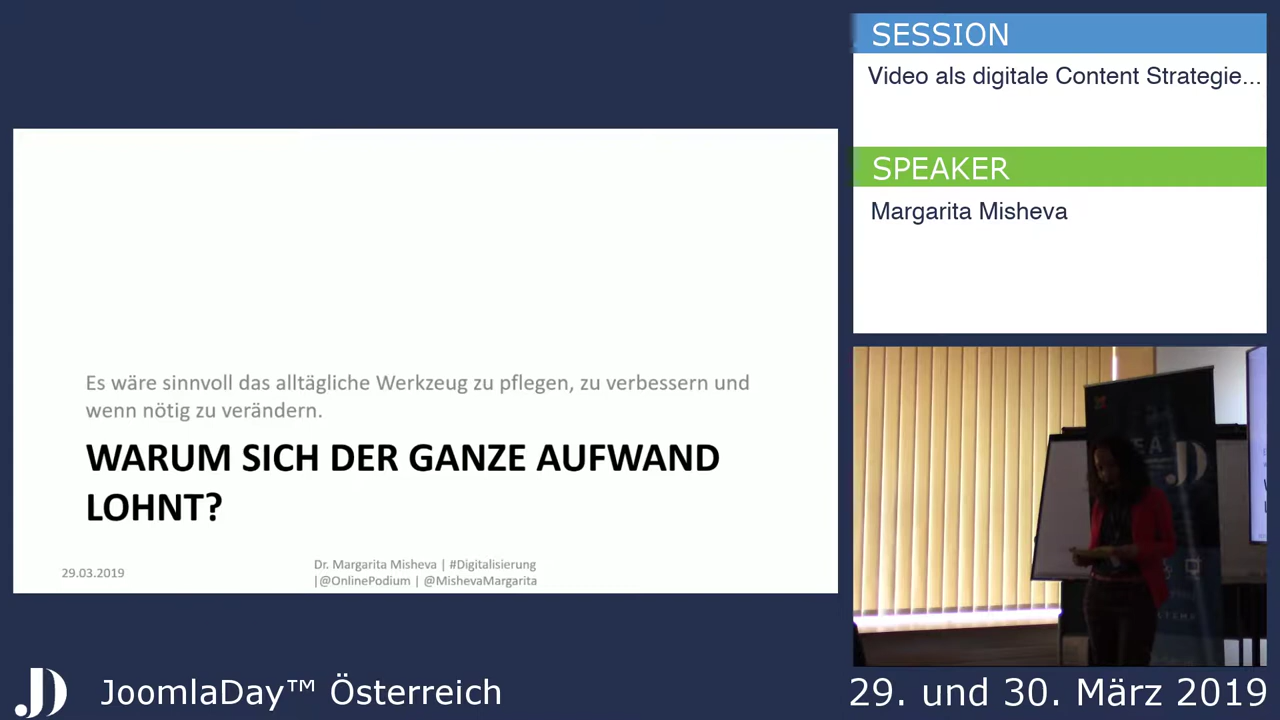 SESSION
Video als digitale Content Strategie...
SPEAKER
Margarita Misheva
Es wäre sinnvoll das alltägliche Werkzeug zu pflegen, zu verbessern und
wenn nötig zu verändern.
WARUM SICH DER GANZE AUFWAND
LOHNT?
29.03.2019
Dr. Margarita Misheva | #Digitalisierung
|@OnlinePodium | @MishevaMargarita
JoomlaDay™ Österreich
29. und 30. März 2019